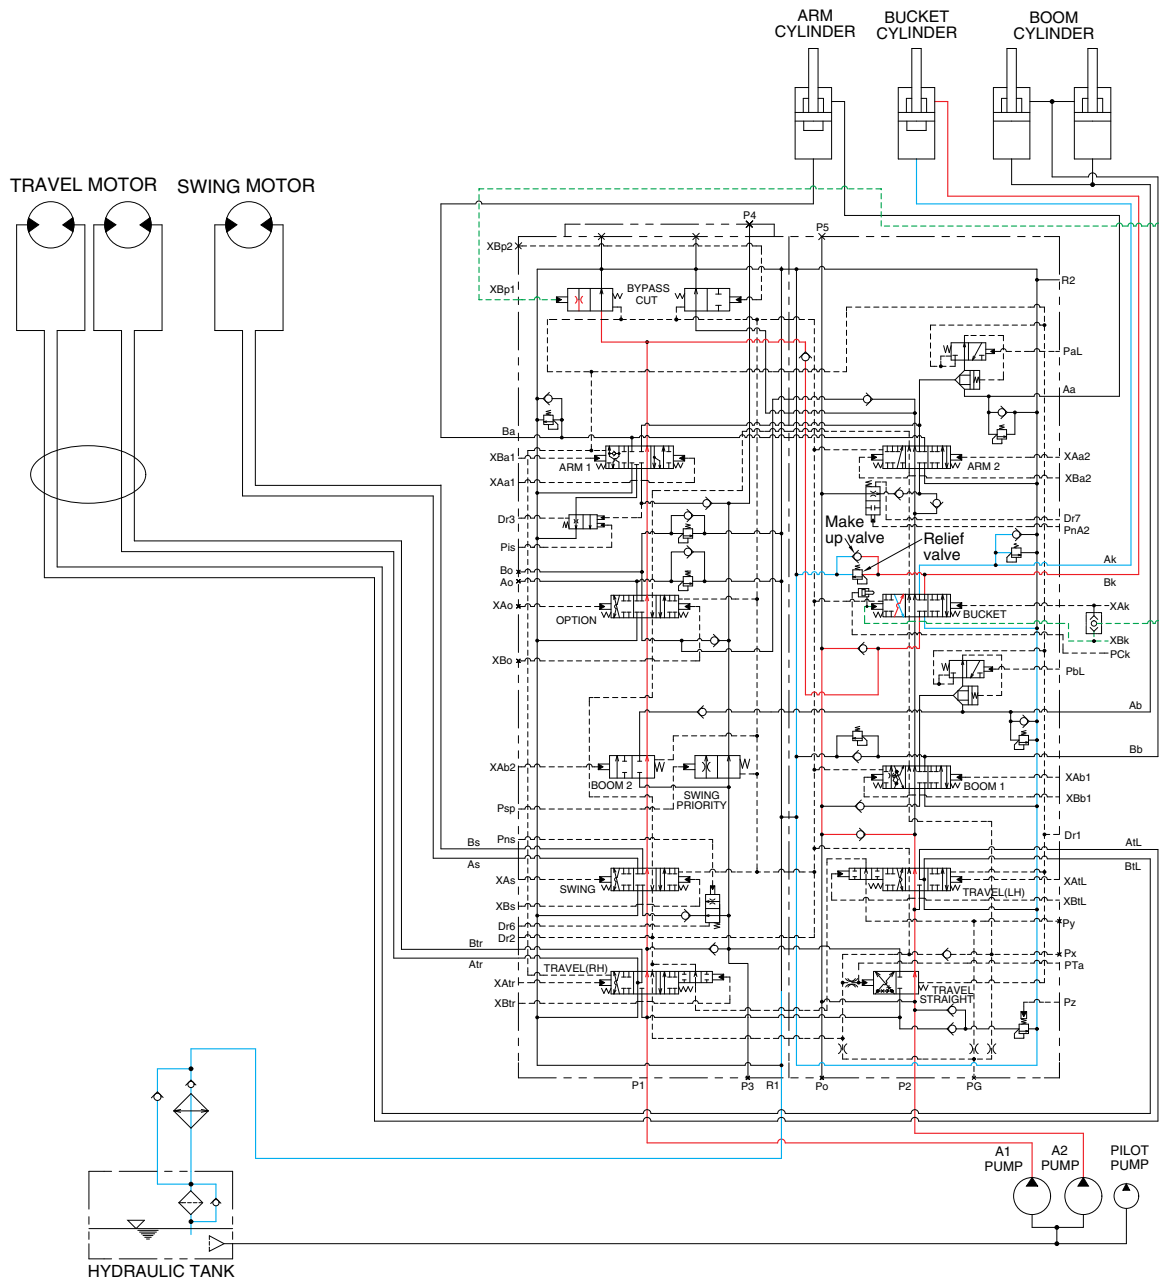 ARM
CYLINDER
BUCKET
CYLINDER
BOOM
CYLINDER
TRAVEL MOTOR
SWING MOTOR
P4
P5
XBp2
XBp1
BYPASS
CUT
R2
PaL
Aa
Ba
XBa1
ARM 1
XAa1
ARM 2
XAa2
XBa2
Dr3
Pis
Dr7
PnA2
Make
up valve
Relief
valve
Ak
Bk
Bo
Ao
XAo
OPTION
XBo
BUCKET
XAk
XBk
PCk
PbL
Ab
Bb
XAb2
BOOM 2
SWING
PRIORITY
Psp
BOOM 1
XAb1
XBb1
Pns
Bs
As
Dr1
AtL
BtL
XAs
SWING
XBs
TRAVEL(LH)
XAtL
XBtL
Dr6
Dr2
Py
Btr
Atr
TRAVEL(RH)
XAtr
XBtr
Px
PTa
TRAVEL
STRAIGHT
Pz
P1
P3
R1
Po
P2
PG
A1
PUMP
A2
PUMP
PILOT
PUMP
HYDRAULIC TANK